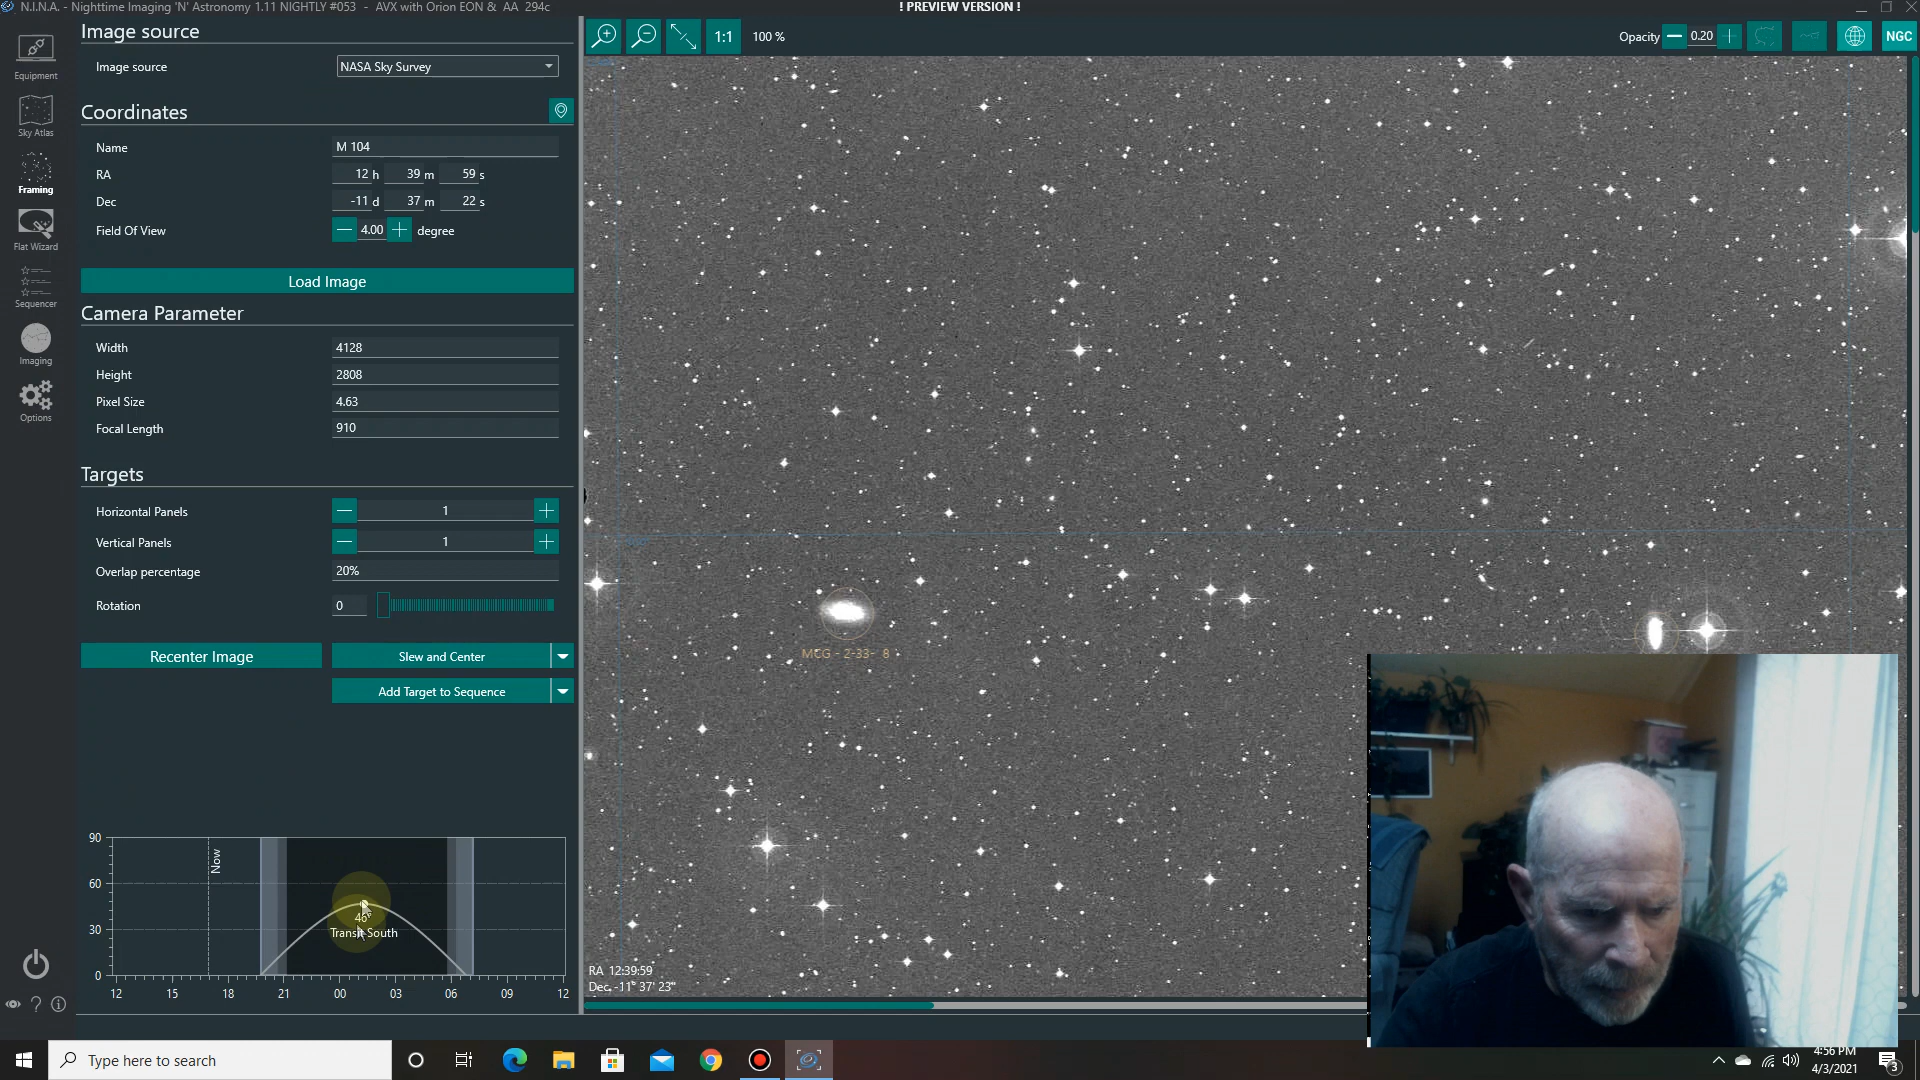 N.I.N.A. - Nighttime Imaging 'N' Astronomy 1.11 NIGHTLY #053 - AVX with Orion EON & AA 294c
! PREVIEW VERSION !
Equipment
Sky Atlas
Framing
Flat Wizard
Sequencer
Imaging
Options
Image source
Image source NASA Sky Survey
Coordinates
Name M 104
RA 12 h 39 m 59 s
Dec -11 d 37 m 22 s
Field Of View 4.00 degree
Load Image
Camera Parameter
Width 4128
Height 2808
Pixel Size 4.63
Focal Length 910
Targets
Horizontal Panels 1
Vertical Panels 1
Overlap percentage 20%
Rotation 0
Recenter Image Slew and Center
Add Target to Sequence
90
60
30
0
Now
Transit South
12 15 18 21 00 03 06 09 12
1:1 100 %
Opacity 0.20 NGC
MCG - 2-33- 8
RA 12:39:59
Dec -11° 37' 23"
Type here to search
4:56 PM
4/3/2021
3